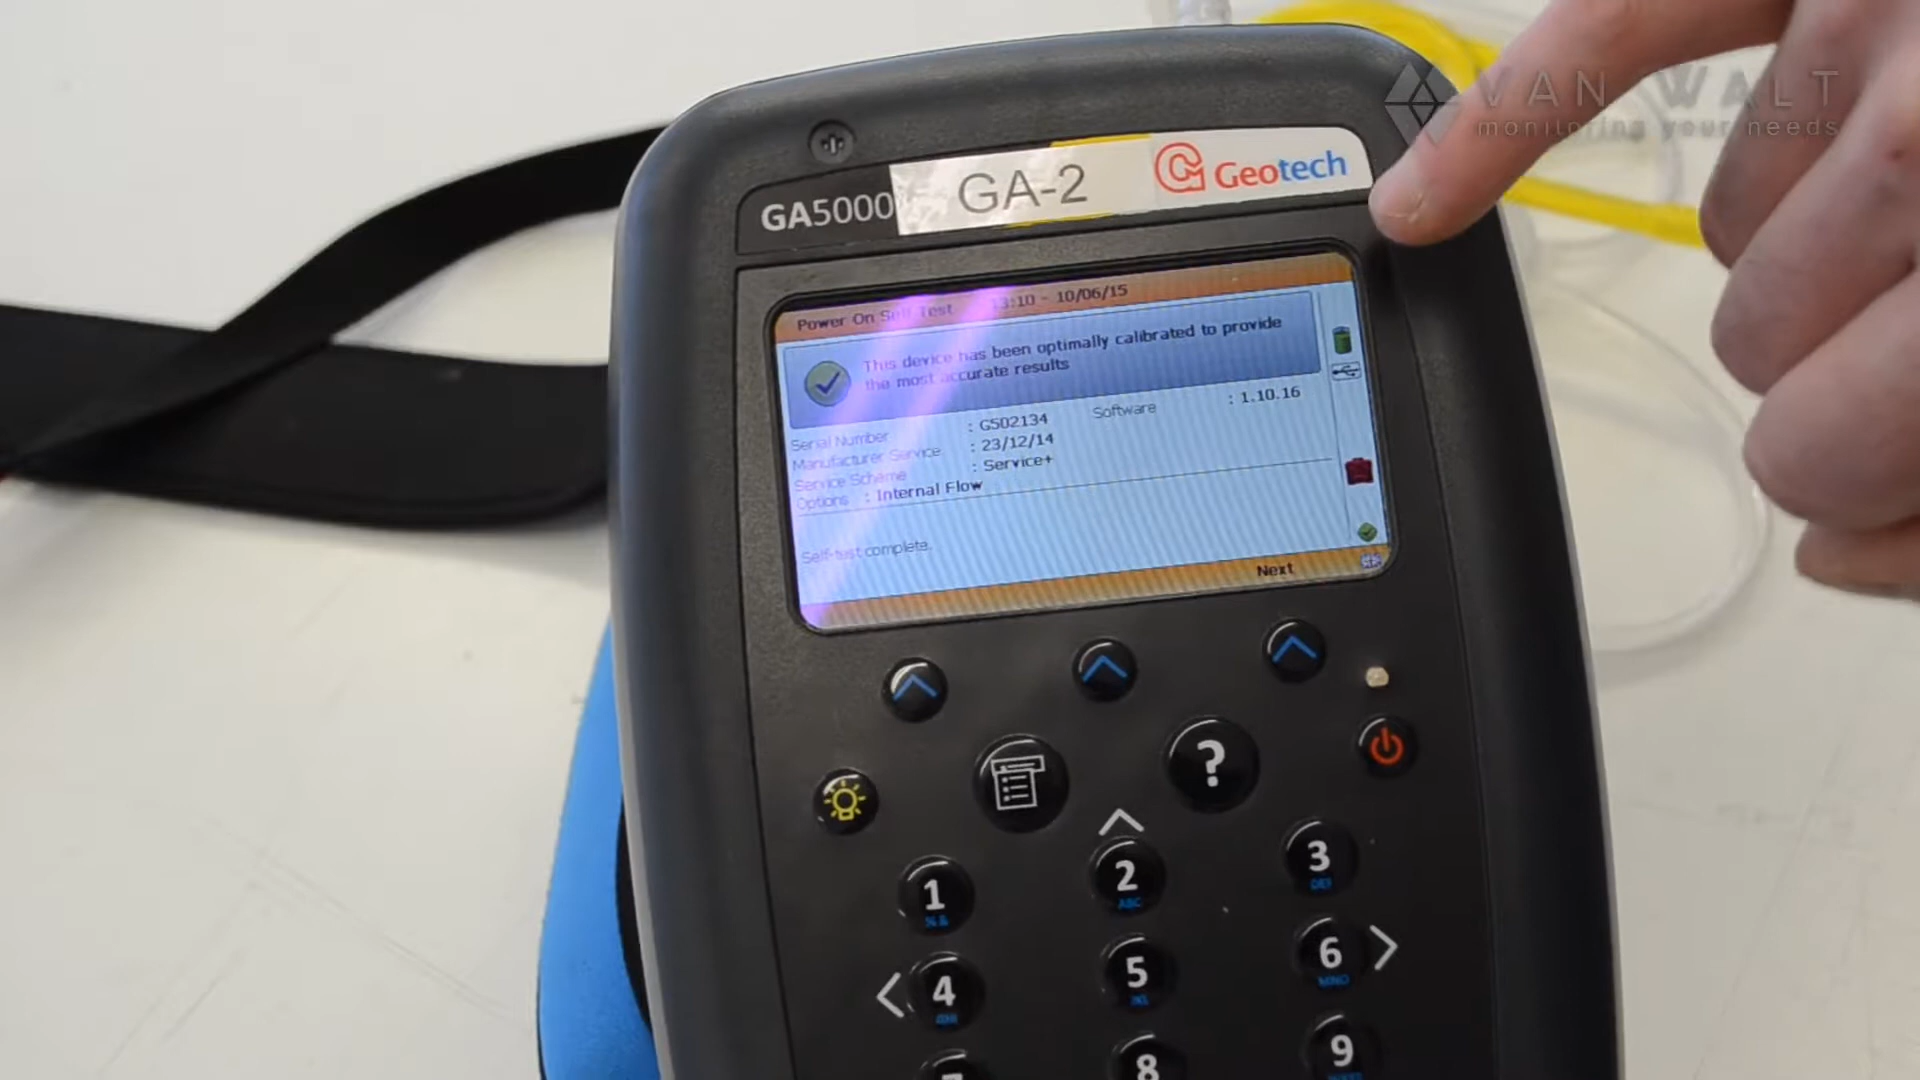 VAN WALT
monitoring your needs
GA5000
GA-2
Geotech
Power On Self Test 13:10 - 10/06/15
This device has been optimally calibrated to provide
the most accurate results
Serial Number : G502134 Software : 1.10.16
Manufacturer Service : 23/12/14
Service Scheme : Service+
Options : Internal Flow
Self-test complete.
Next
?
1 2 3
%& ABC DEF
4 5 6
GHI JKL MNO
8 9